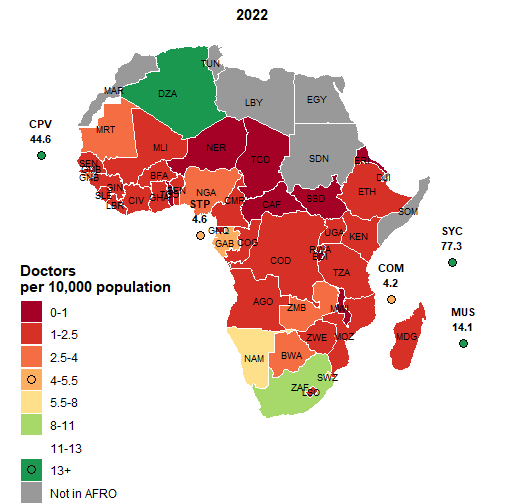 2022
TUN
MAR
DZA
LBY
EGY
CPV
44.6
MRT
MLI
NER
TCD
SDN
ERI
SEN
GNB
BFA
DJI
GIN
BEN
NGA
SLE
CIV
GHA
ETH
LBR
CAF
SSD
STP
4.6
CMR
SOM
GNQ
UGA
KEN
SYC
77.3
GAB
COG
COD
BDI
TZA
COM
4.2
Doctors
per 10,000 population
AGO
ZMB
MUS
14.1
0-1
1-2.5
ZWE
MOZ
MDG
2.5-4
NAM
BWA
4-5.5
SWZ
5.5-8
ZAF
LSO
8-11
11-13
13+
Not in AFRO